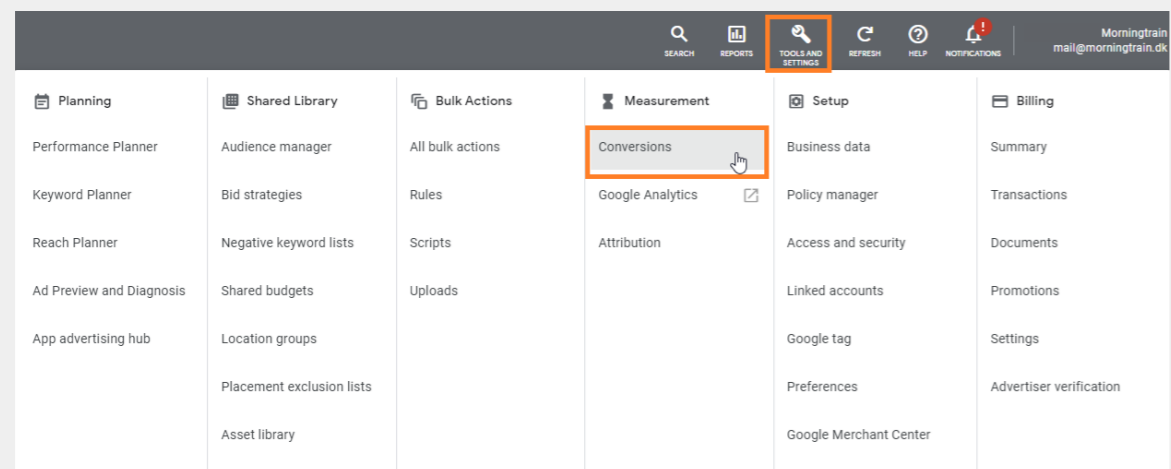 Morningtrain
mail@morningtrain.dk
SEARCH
REPORTS
TOOLS AND
SETTINGS
REFRESH
HELP
NOTIFICATIONS
!
Planning
Performance Planner
Keyword Planner
Reach Planner
Ad Preview and Diagnosis
App advertising hub
Shared Library
Audience manager
Bid strategies
Negative keyword lists
Shared budgets
Location groups
Placement exclusion lists
Asset library
Bulk Actions
All bulk actions
Rules
Scripts
Uploads
Measurement
Conversions
Google Analytics
Attribution
Setup
Business data
Policy manager
Access and security
Linked accounts
Google tag
Preferences
Google Merchant Center
Billing
Summary
Transactions
Documents
Promotions
Settings
Advertiser verification